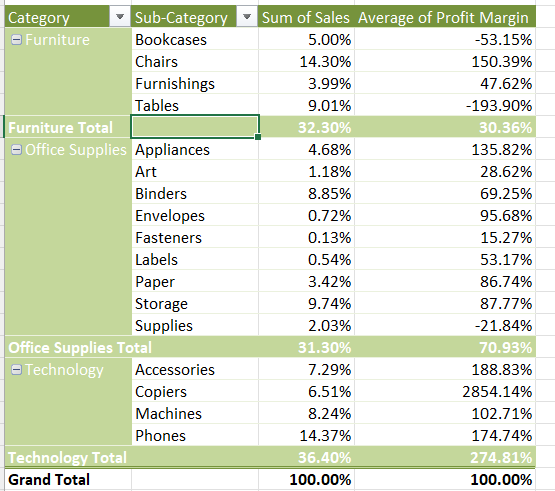 Category Sub-Category Sum of Sales Average of Profit Margin
Furniture Bookcases 5.00% -53.15%
Chairs 14.30% 150.39%
Furnishings 3.99% 47.62%
Tables 9.01% -193.90%
Furniture Total 32.30% 30.36%
Office Supplies Appliances 4.68% 135.82%
Art 1.18% 28.62%
Binders 8.85% 69.25%
Envelopes 0.72% 95.68%
Fasteners 0.13% 15.27%
Labels 0.54% 53.17%
Paper 3.42% 86.74%
Storage 9.74% 87.77%
Supplies 2.03% -21.84%
Office Supplies Total 31.30% 70.93%
Technology Accessories 7.29% 188.83%
Copiers 6.51% 2854.14%
Machines 8.24% 102.71%
Phones 14.37% 174.74%
Technology Total 36.40% 274.81%
Grand Total 100.00% 100.00%